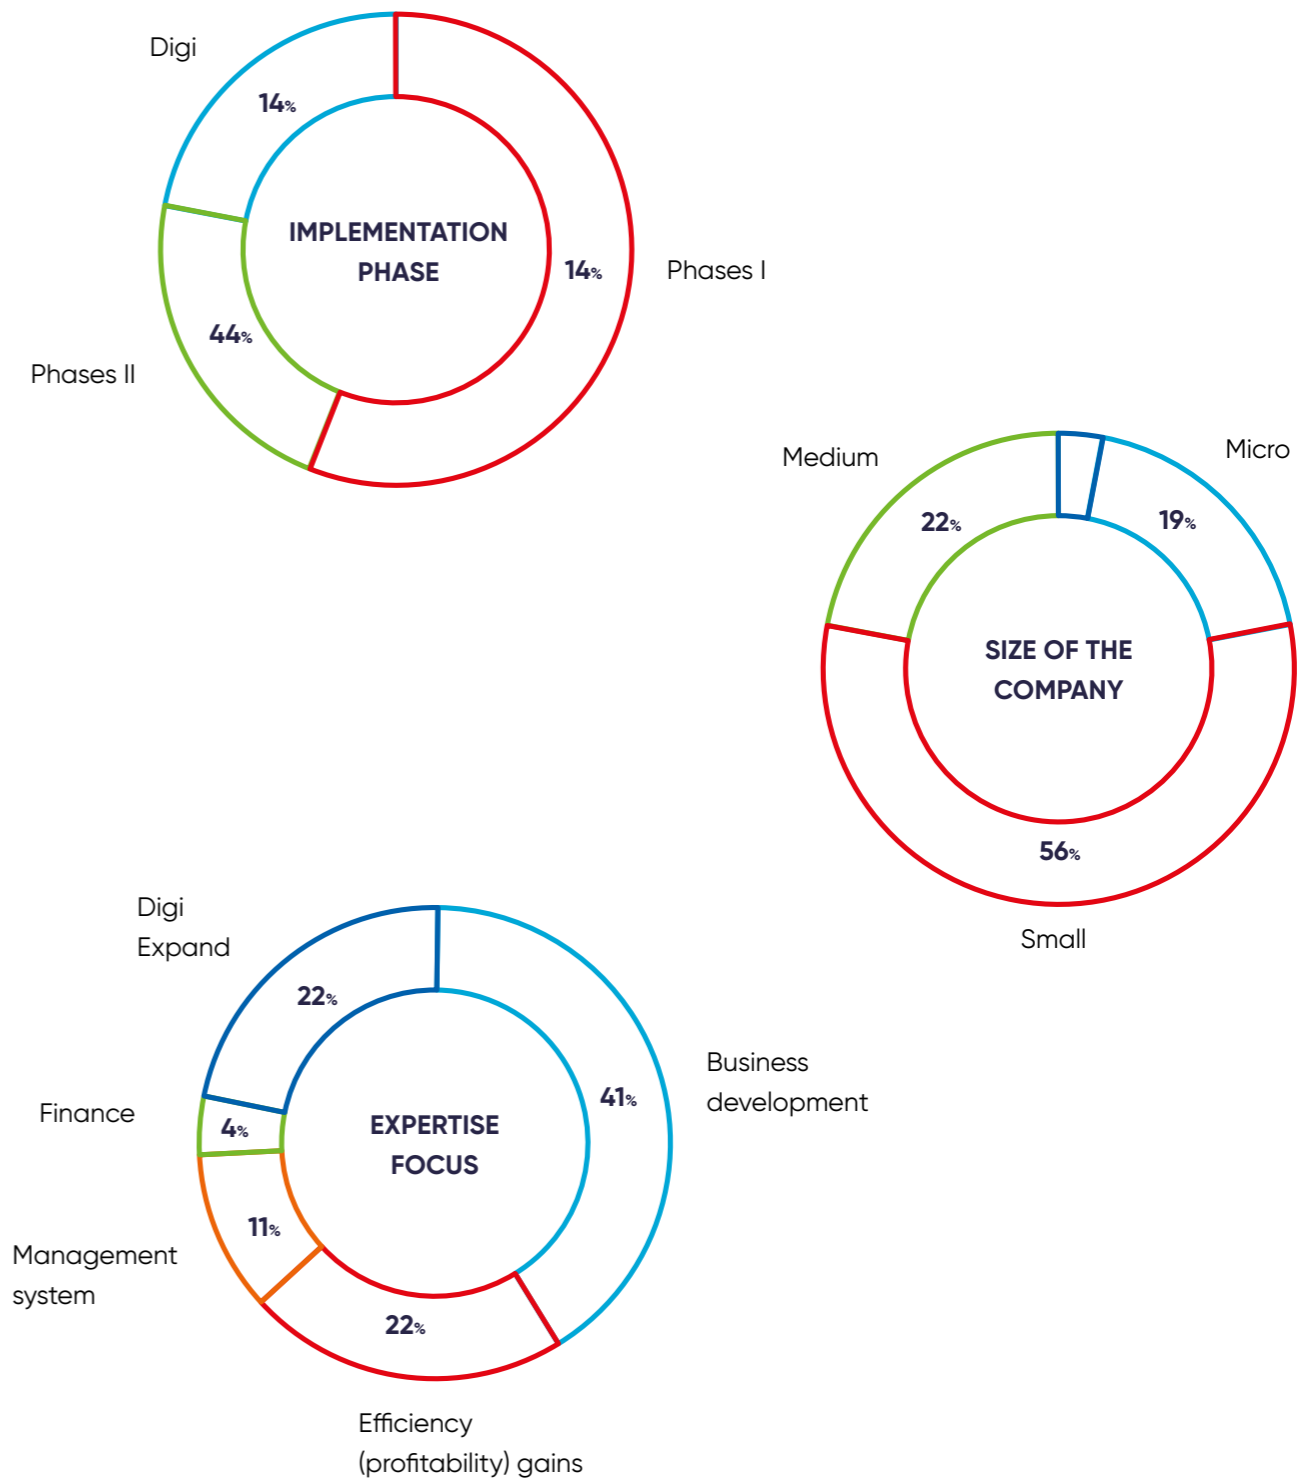 Digi
14%
IMPLEMENTATION
PHASE
14%
Phases I
44%
Phases II
Medium
Micro
22%
19%
SIZE OF THE
COMPANY
56%
Small
Digi
Expand
22%
Business
development
41%
Finance
4%
EXPERTISE
FOCUS
11%
Management
system
22%
Efficiency
(profitability) gains